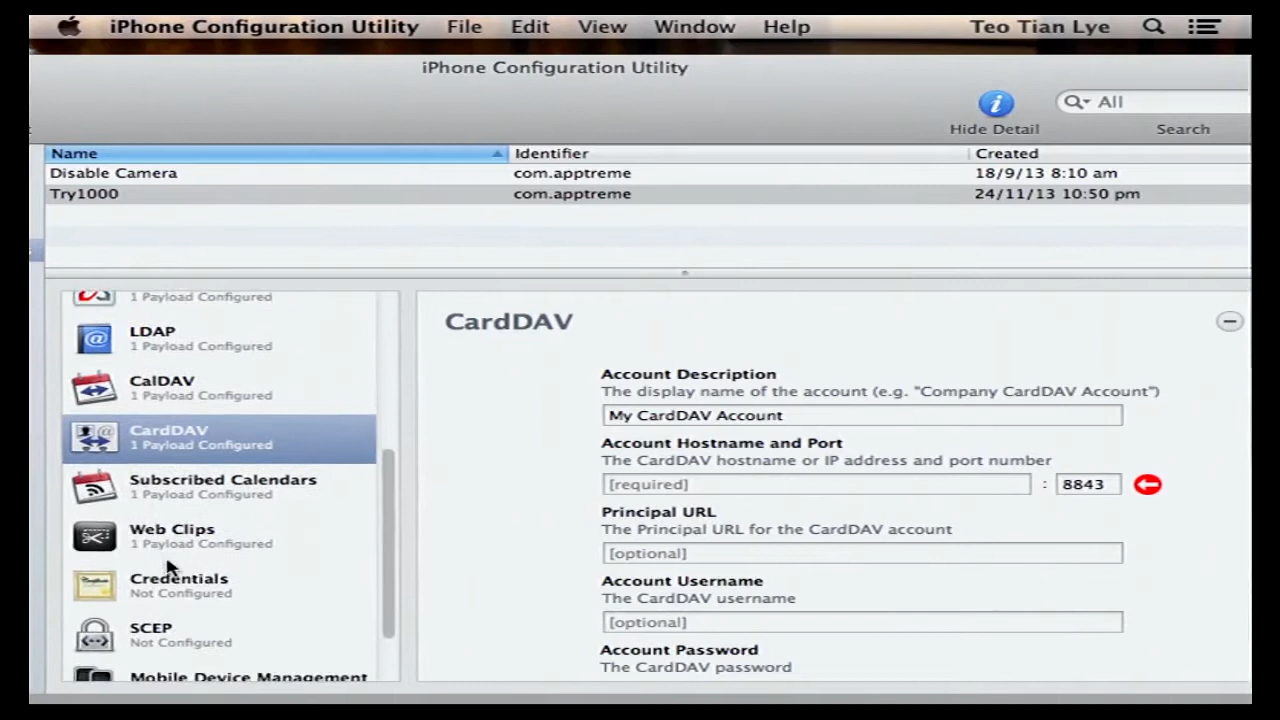 iPhone Configuration Utility File Edit View Window Help Teo Tian Lye
iPhone Configuration Utility
All
Hide Detail Search
Name Identifier Created
Disable Camera com.apptreme 18/9/13 8:10 am
Try1000 com.apptreme 24/11/13 10:50 pm
1 Payload Configured
LDAP
1 Payload Configured
CalDAV
1 Payload Configured
CardDAV
1 Payload Configured
Subscribed Calendars
1 Payload Configured
Web Clips
1 Payload Configured
Credentials
Not Configured
SCEP
Not Configured
Mobile Device Management
CardDAV
Account Description
The display name of the account (e.g. "Company CardDAV Account")
My CardDAV Account
Account Hostname and Port
The CardDAV hostname or IP address and port number
[required] : 8843
Principal URL
The Principal URL for the CardDAV account
[optional]
Account Username
The CardDAV username
[optional]
Account Password
The CardDAV password